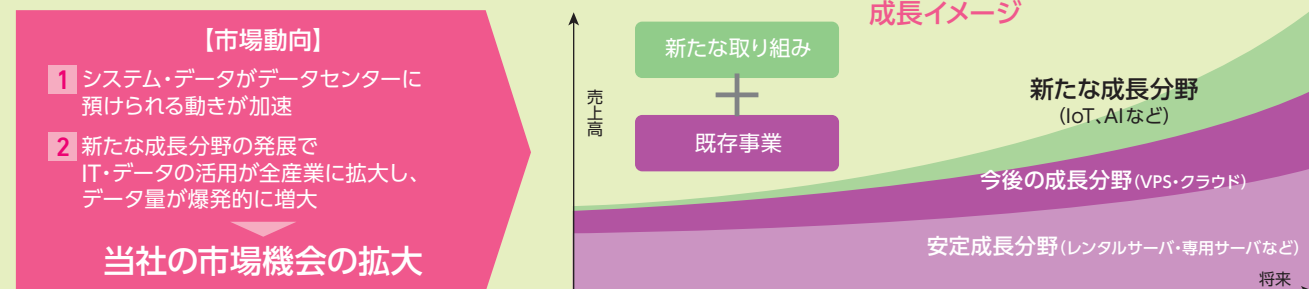 【市場動向】
1 システム・データがデータセンターに
預けられる動きが加速
2 新たな成長分野の発展で
IT・データの活用が全産業に拡大し、
データ量が爆発的に増大
当社の市場機会の拡大
成長イメージ
売上高
新たな取り組み
+
既存事業
新たな成長分野
(IoT、AIなど)
今後の成長分野(VPS・クラウド)
安定成長分野(レンタルサーバ・専用サーバなど)
将来